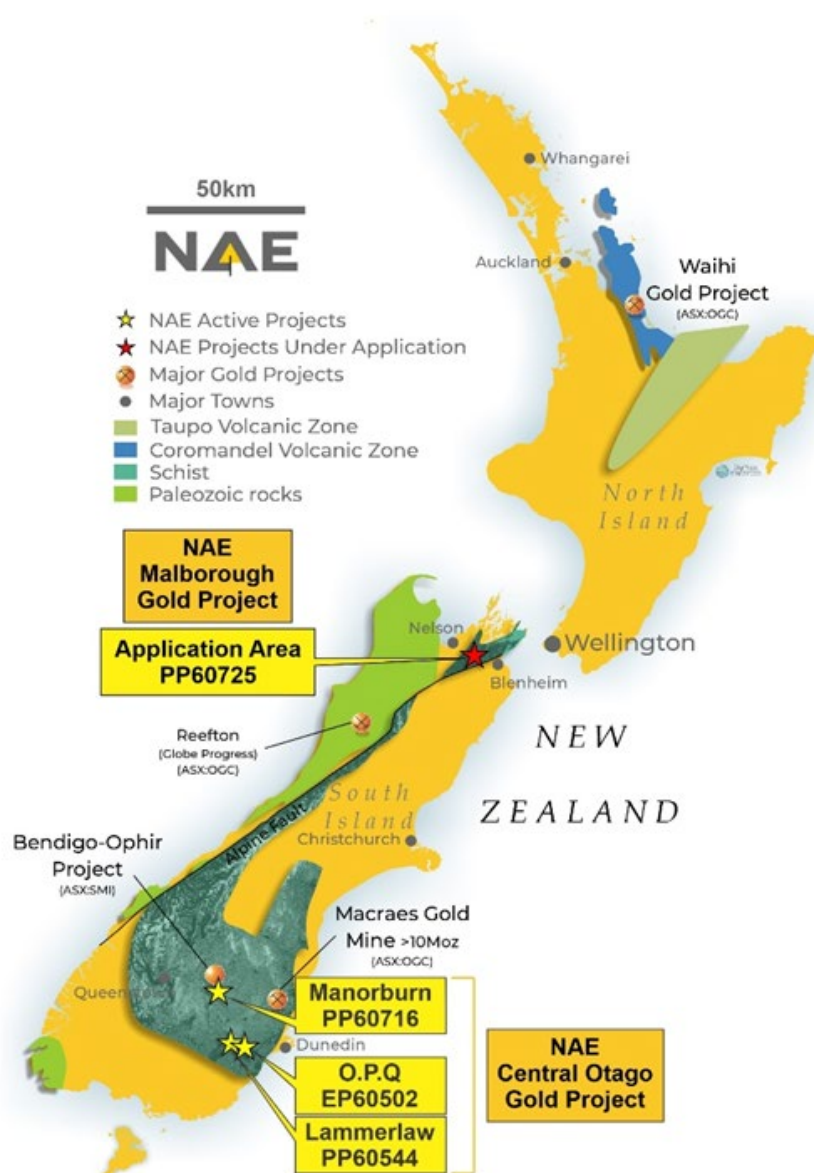 Whangarei
50km
NAE
Auckland
Waihi
Gold Project
(ASX:OGC)
NAE Active Projects
NAE Projects Under Application
Major Gold Projects
Major Towns
Taupo Volcanic Zone
Coromandel Volcanic Zone
Schist
Paleozoic rocks
North
Island
NAE
Malborough
Gold Project
Nelson
Wellington
Application Area
PP60725
Blenheim
Reefton
(Globe Progress)
(ASX:OGC)
NEW
ZEALAND
South
Island
Alpine Fault
Christchurch
Bendigo-Ophir
Project
(ASX:SMI)
Macraes Gold
Mine >10Moz
(ASX:OGC)
Manorburn
PP60716
Dunedin
O.P.Q
EP60502
Lammerlaw
PP60544
NAE
Central Otago
Gold Project